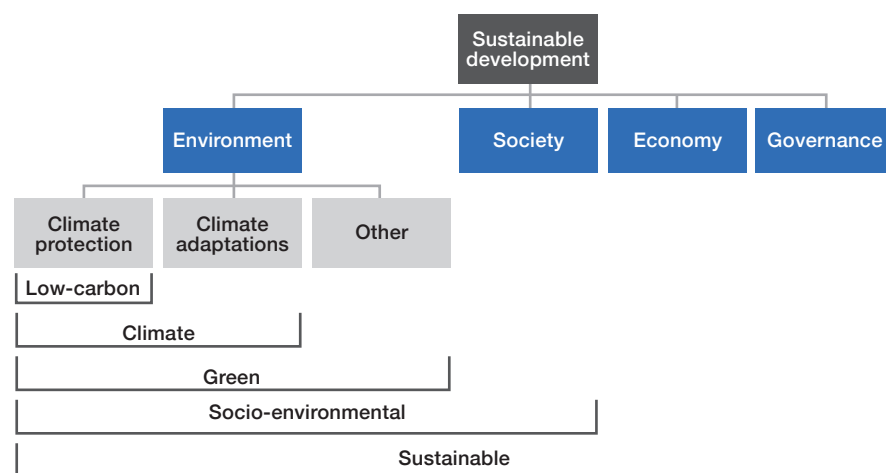 Sustainable
development
Environment
Society
Economy
Governance
Climate
protection
Climate
adaptations
Other
Low-carbon
Climate
Green
Socio-environmental
Sustainable